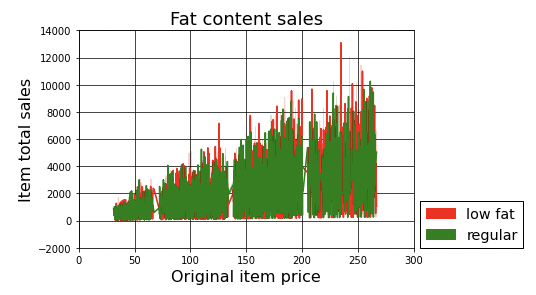 Fat content sales
Item total sales
14000
12000
10000
8000
6000
4000
2000
0
−2000
0 50 100 150 200 250 300
Original item price
low fat
regular